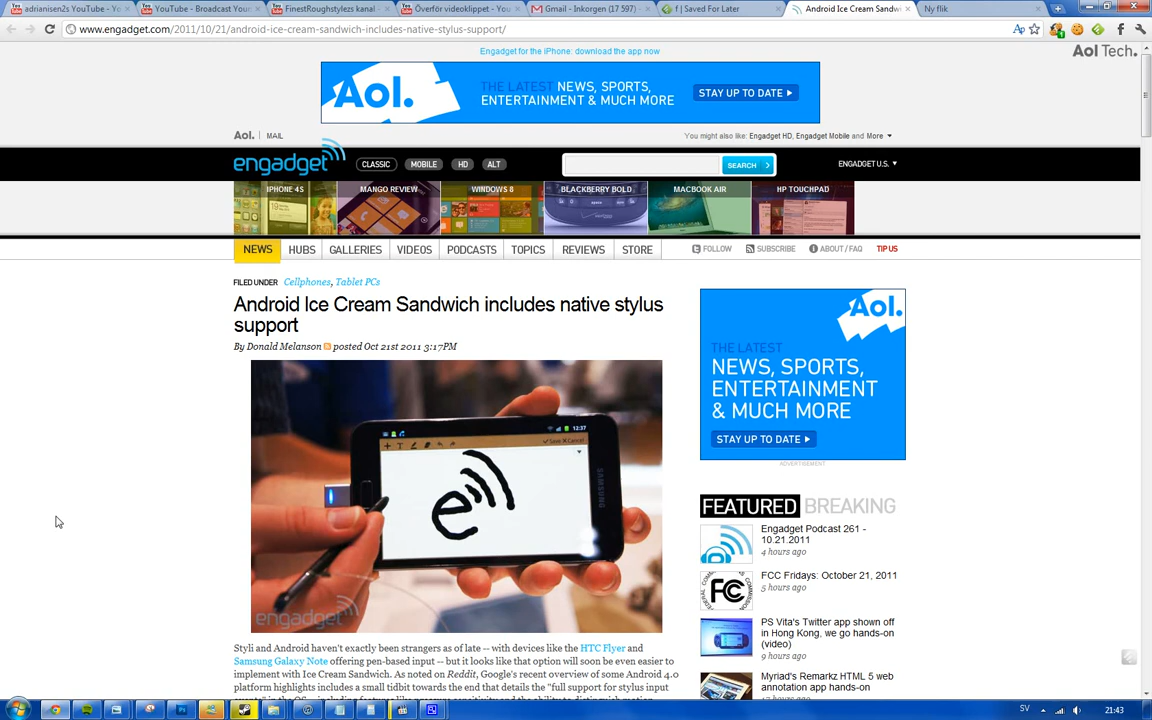 adrianisen2s YouTube - Yo
YouTube - Broadcast Your
FinestRoughstylezs kanal -
Överför videoklippet - You
Gmail - Inkorgen (17 597) -
f | Saved For Later
Android Ice Cream Sandw
Ny flik
www.engadget.com/2011/10/21/android-ice-cream-sandwich-includes-native-stylus-support/
Engadget for the iPhone: download the app now
Aol Tech.
Aol.
THE LATEST NEWS, SPORTS,
ENTERTAINMENT & MUCH MORE
STAY UP TO DATE
Aol. MAIL
You might also like: Engadget HD, Engadget Mobile and More
engadget
CLASSIC MOBILE HD ALT
SEARCH
ENGADGET U.S.
IPHONE 4S MANGO REVIEW WINDOWS 8 BLACKBERRY BOLD MACBOOK AIR HP TOUCHPAD
NEWS HUBS GALLERIES VIDEOS PODCASTS TOPICS REVIEWS STORE
FOLLOW SUBSCRIBE ABOUT / FAQ TIP US
FILED UNDER Cellphones, Tablet PCs
Android Ice Cream Sandwich includes native stylus
support
By Donald Melanson posted Oct 21st 2011 3:17PM
12:37
Save Cancel
SAMSUNG
e
engadget
Styli and Android haven't exactly been strangers as of late -- with devices like the HTC Flyer and
Samsung Galaxy Note offering pen-based input -- but it looks like that option will soon be even easier to
implement with Ice Cream Sandwich. As noted on Reddit, Google's recent overview of some Android 4.0
platform highlights includes a small tidbit towards the end that details the "full support for stylus input
Aol.
THE LATEST
NEWS, SPORTS,
ENTERTAINMENT
& MUCH MORE
STAY UP TO DATE
ADVERTISEMENT
FEATURED BREAKING
Engadget Podcast 261 -
10.21.2011
4 hours ago
FCC
FCC Fridays: October 21, 2011
5 hours ago
PS Vita's Twitter app shown off
in Hong Kong, we go hands-on
(video)
9 hours ago
Myriad's Remarkz HTML 5 web
annotation app hands-on
SV
21:43